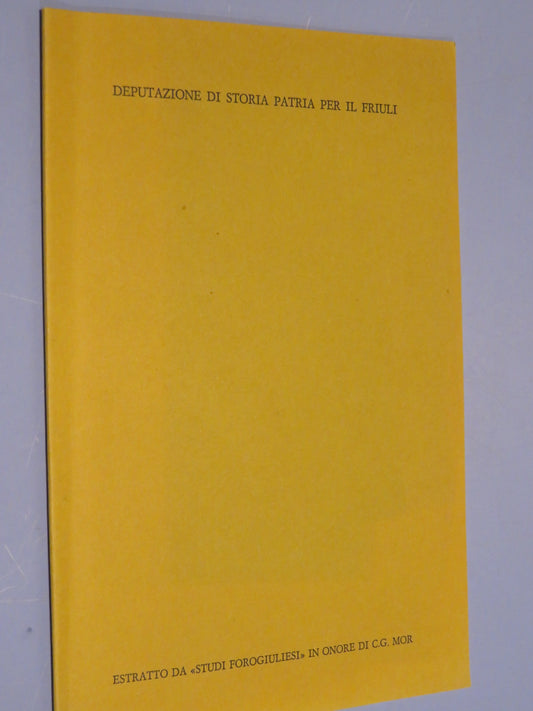 DEPUTAZIONE DI STORIA PATRIA PER IL FRIULI
ESTRATTO DA «STUDI FOROGIULIESI» IN ONORE DI C.G. MOR